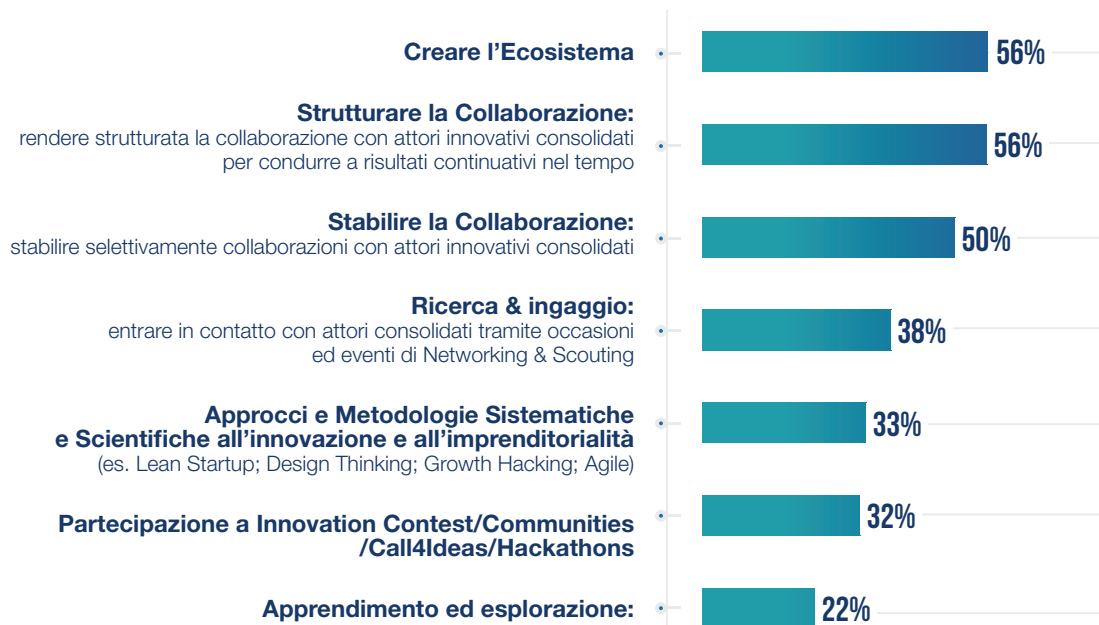 Creare l’Ecosistema
56%
Strutturare la Collaborazione:
rendere strutturata la collaborazione con attori innovativi consolidati
per condurre a risultati continuativi nel tempo
56%
Stabilire la Collaborazione:
stabilire selettivamente collaborazioni con attori innovativi consolidati
50%
Ricerca & ingaggio:
entrare in contatto con attori consolidati tramite occasioni
ed eventi di Networking & Scouting
38%
Approcci e Metodologie Sistematiche
e Scientifiche all’innovazione e all’imprenditorialità
(es. Lean Startup; Design Thinking; Growth Hacking; Agile)
33%
Partecipazione a Innovation Contest/Communities
/Call4Ideas/Hackathons
32%
Apprendimento ed esplorazione:
22%